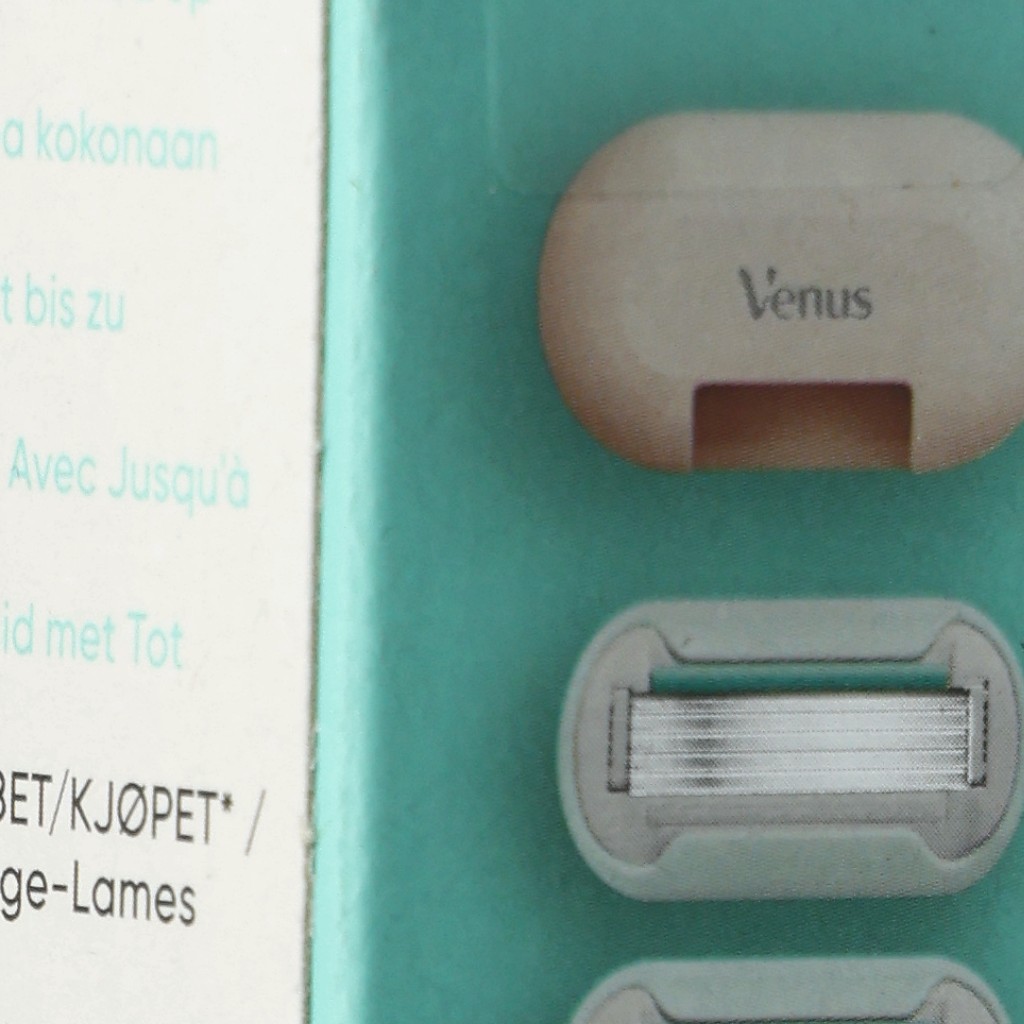 a kokonaan
t bis zu
Avec Jusqu'à
id met Tot
BET/KJØPET* /
ge-Lames
Venus